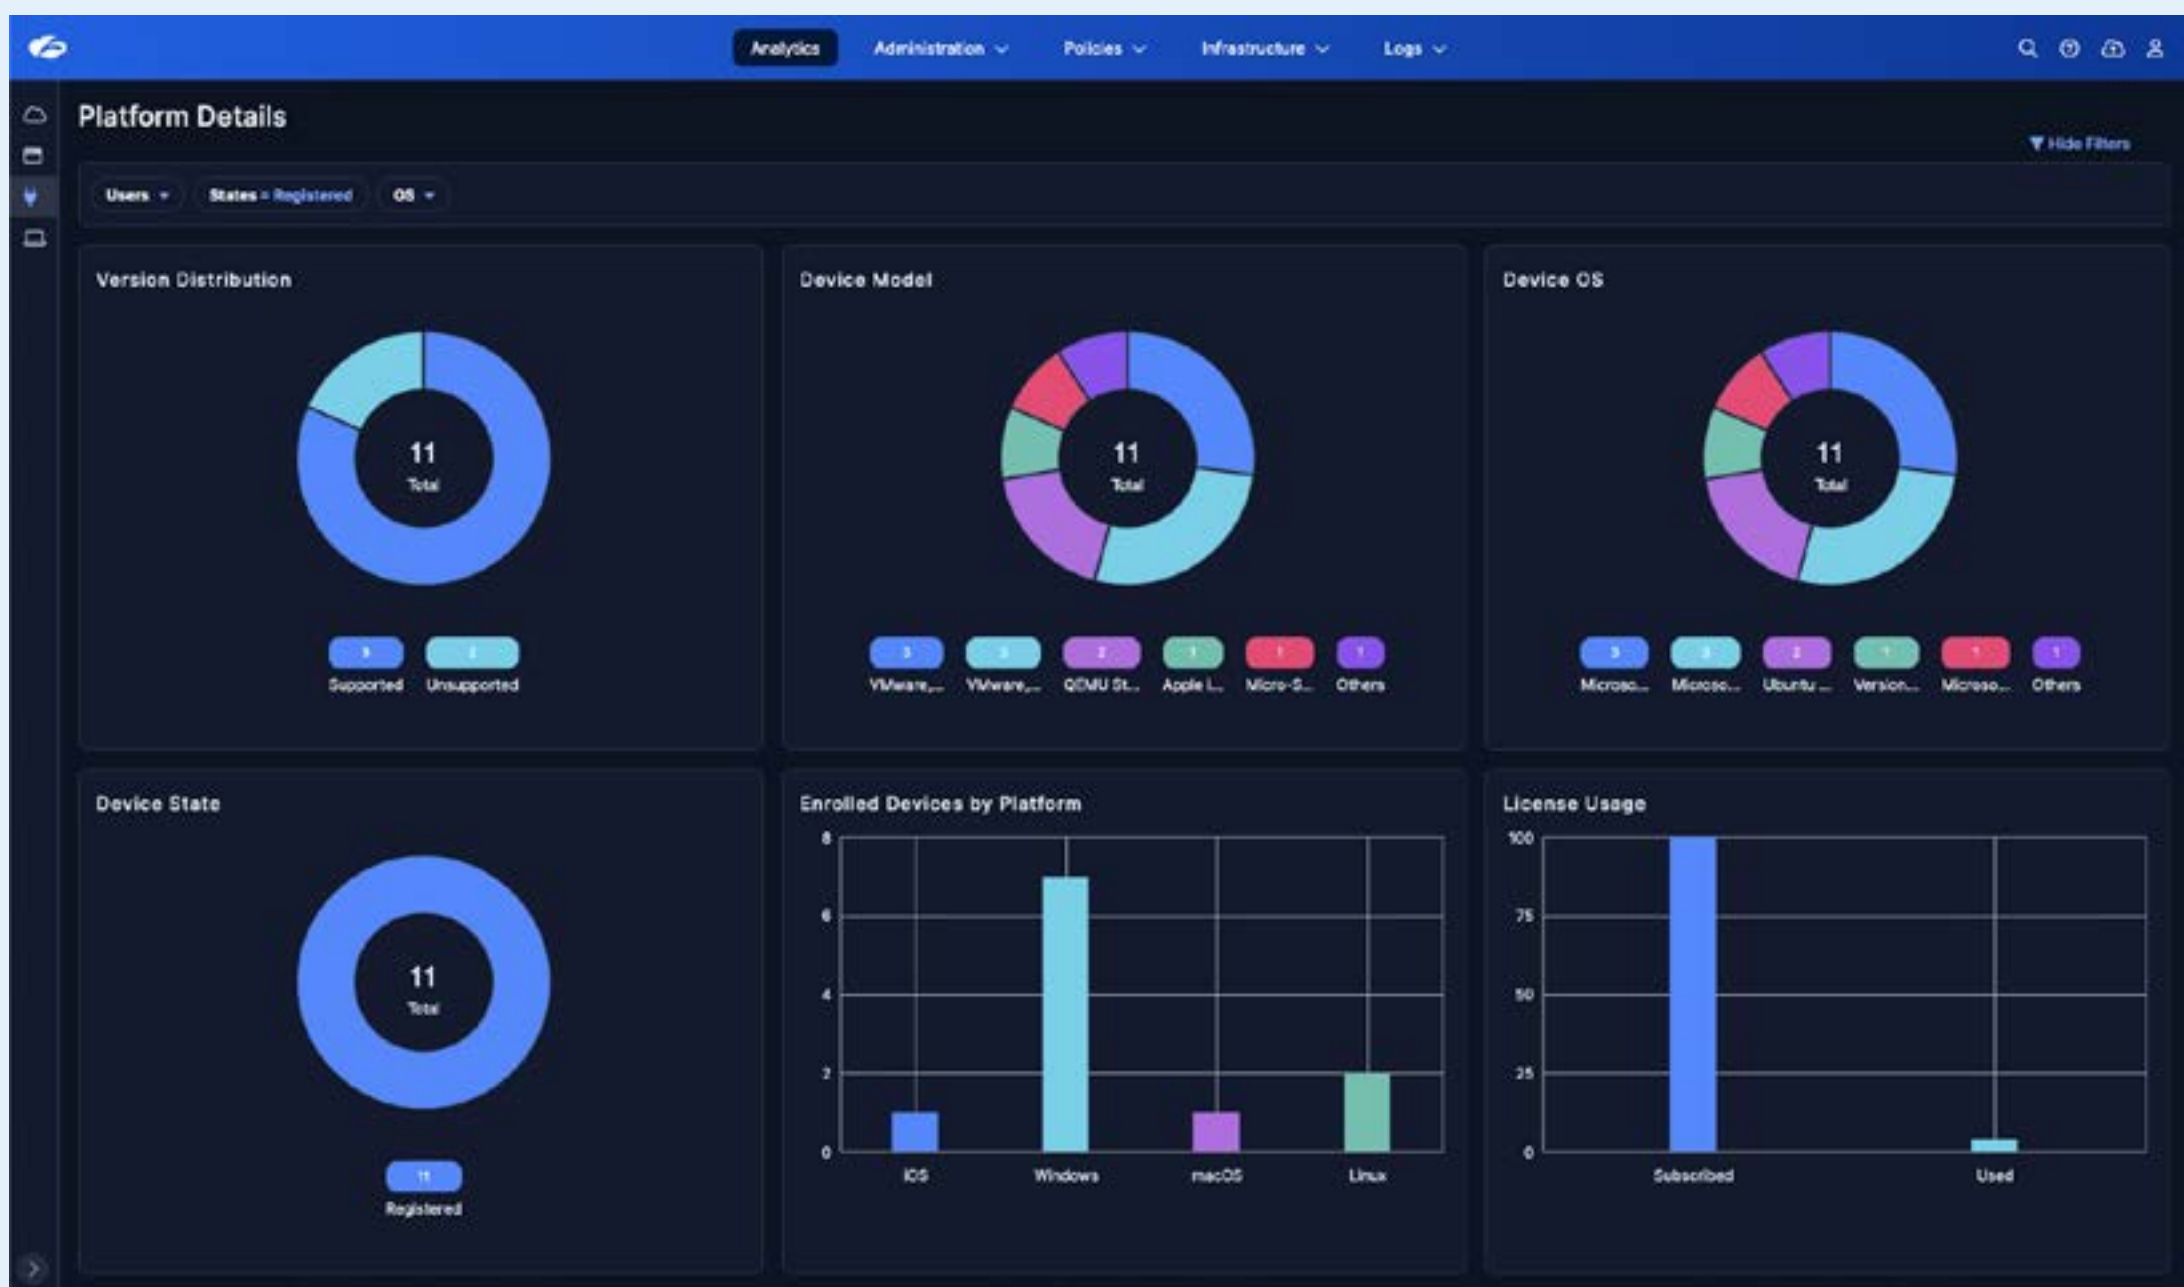 Analytics Administration Policies Infrastructure Logs
Platform Details
Hide Filters
Users States = Registered OS
Version Distribution
11
Total
9 2
Supported Unsupported
Device Model
11
Total
3 3 2 1 1 1
VMware,... VMware,... QEMU St... Apple I... Micro-S... Others
Device OS
11
Total
3 3 2 1 1 1
Microso... Microso... Ubuntu ... Version... Microso... Others
Device State
11
Total
11
Registered
Enrolled Devices by Platform
8
6
4
2
0
iOS Windows macOS Linux
License Usage
100
75
50
25
0
Subscribed Used